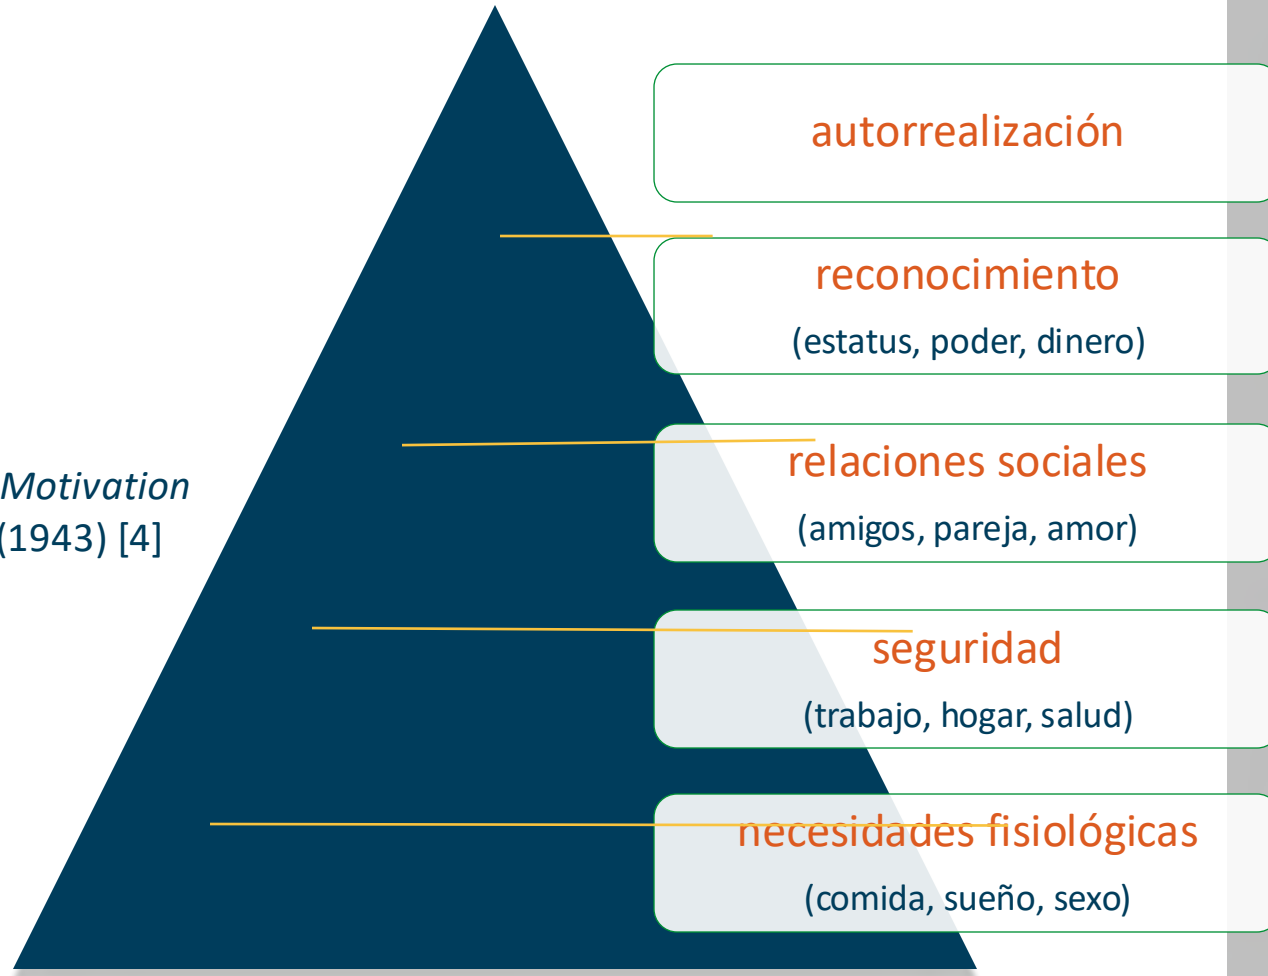 autorrealización
reconocimiento
(estatus, poder, dinero)
Motivation
(1943) [4]
relaciones sociales
(amigos, pareja, amor)
seguridad
(trabajo, hogar, salud)
necesidades fisiológicas
(comida, sueño, sexo)